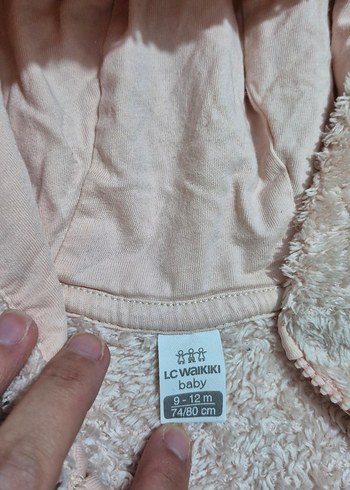 LC WAIKIKI
baby
9 - 12 m
74/80 cm